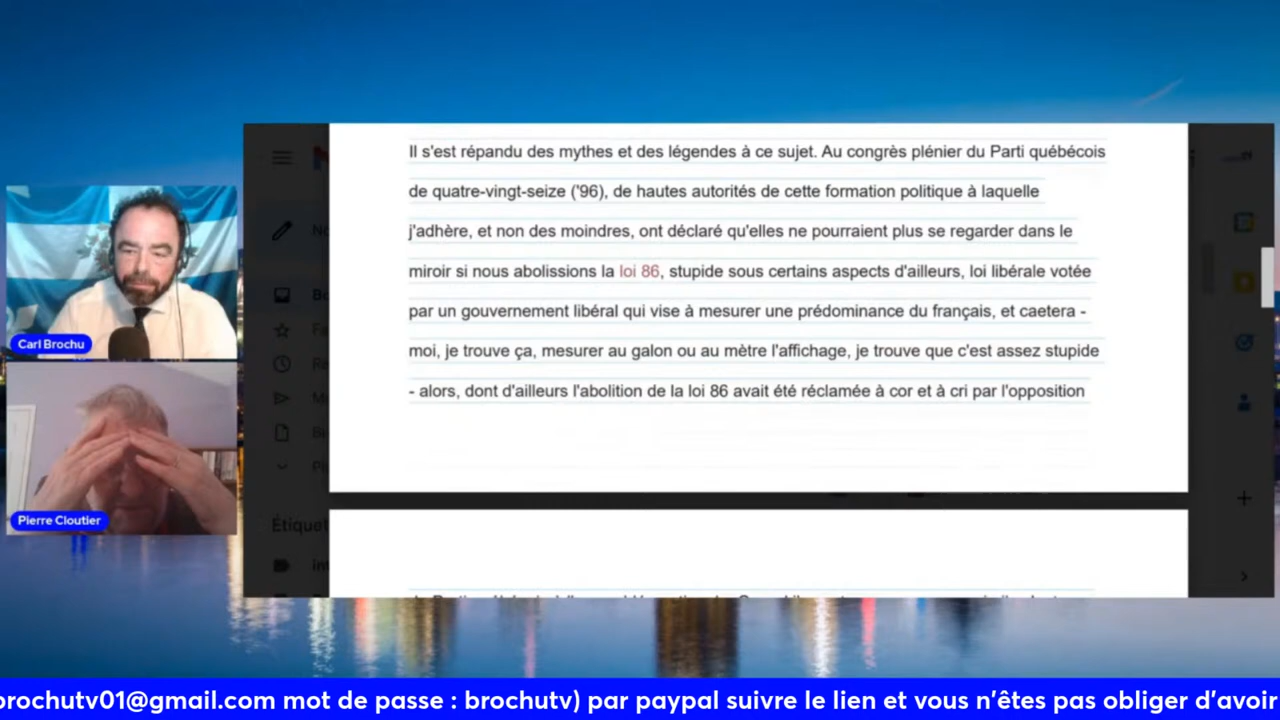 Il s'est répandu des mythes et des légendes à ce sujet. Au congrès plénier du Parti québécois
de quatre-vingt-seize ('96), de hautes autorités de cette formation politique à laquelle
j'adhère, et non des moindres, ont déclaré qu'elles ne pourraient plus se regarder dans le
miroir si nous abolissions la loi 86, stupide sous certains aspects d'ailleurs, loi libérale votée
par un gouvernement libéral qui vise à mesurer une prédominance du français, et caetera -
moi, je trouve ça, mesurer au galon ou au mètre l'affichage, je trouve que c'est assez stupide
- alors, dont d'ailleurs l'abolition de la loi 86 avait été réclamée à cor et à cri par l'opposition
Carl Brochu
Pierre Cloutier
Étiquet
brochutv01@gmail.com mot de passe : brochutv) par paypal suivre le lien et vous n'êtes pas obliger d'avoir